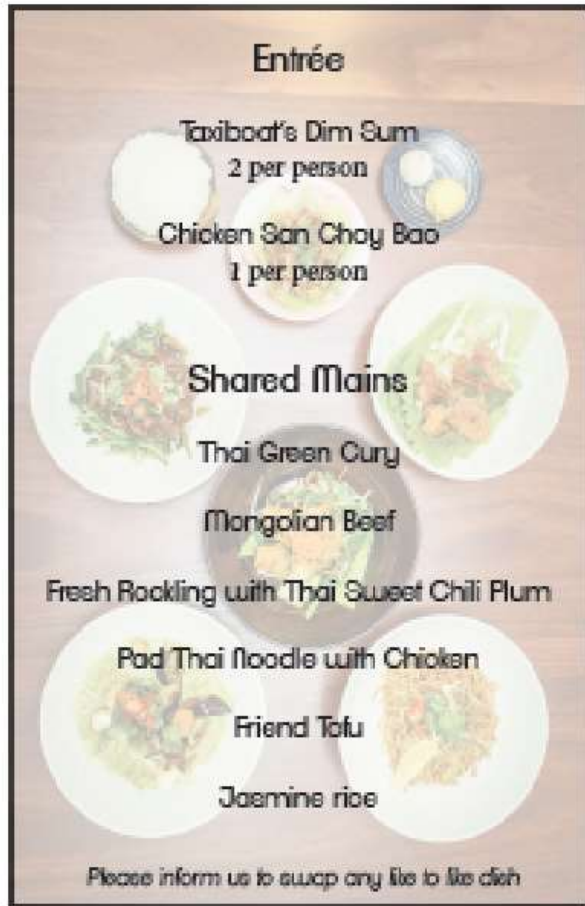 Entrée
Taxiboat's Dim Sum
2 per person
Chicken San Choy Bao
1 per person
Shared Mains
Thai Green Cury
Mongolian Beef
Fresh Rockling with Thai Sweet Chili Plum
Pad Thai Noodle with Chicken
Friend Tofu
Jasmine rice
Please inform us to swap any like to like dish